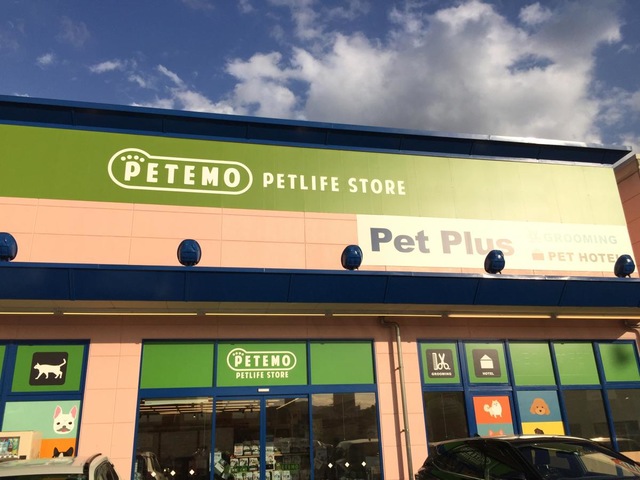 PETEMO PETLIFE STORE
Pet Plus
GROOMING
PET HOTEL
PETEMO
PETLIFE STORE
GROOMING
HOTEL